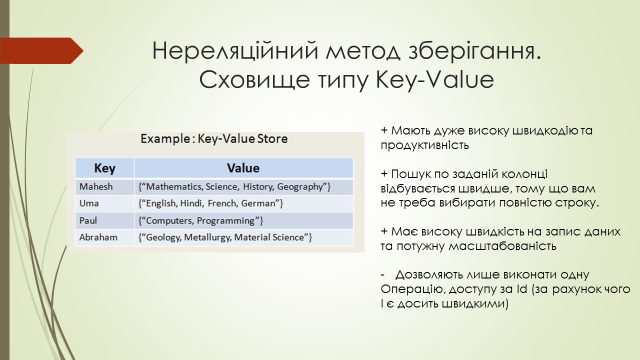 Нереляційний метод зберігання.
Сховище типу Key-Value
Example : Key-Value Store
Key Value
Mahesh {"Mathematics, Science, History, Geography"}
Uma {"English, Hindi, French, German"}
Paul {"Computers, Programming"}
Abraham {"Geology, Metallurgy, Material Science"}
+ Мають дуже високу швидкодію та
продуктивність
+ Пошук по заданій колонці
відбувається швидше, тому що вам
не треба вибирати повністю строку.
+ Має високу швидкість на запис даних
та потужну масштабованість
- Дозволяють лише виконати одну
Операцію, доступу за Id (за рахунок чого
І є досить швидкими)